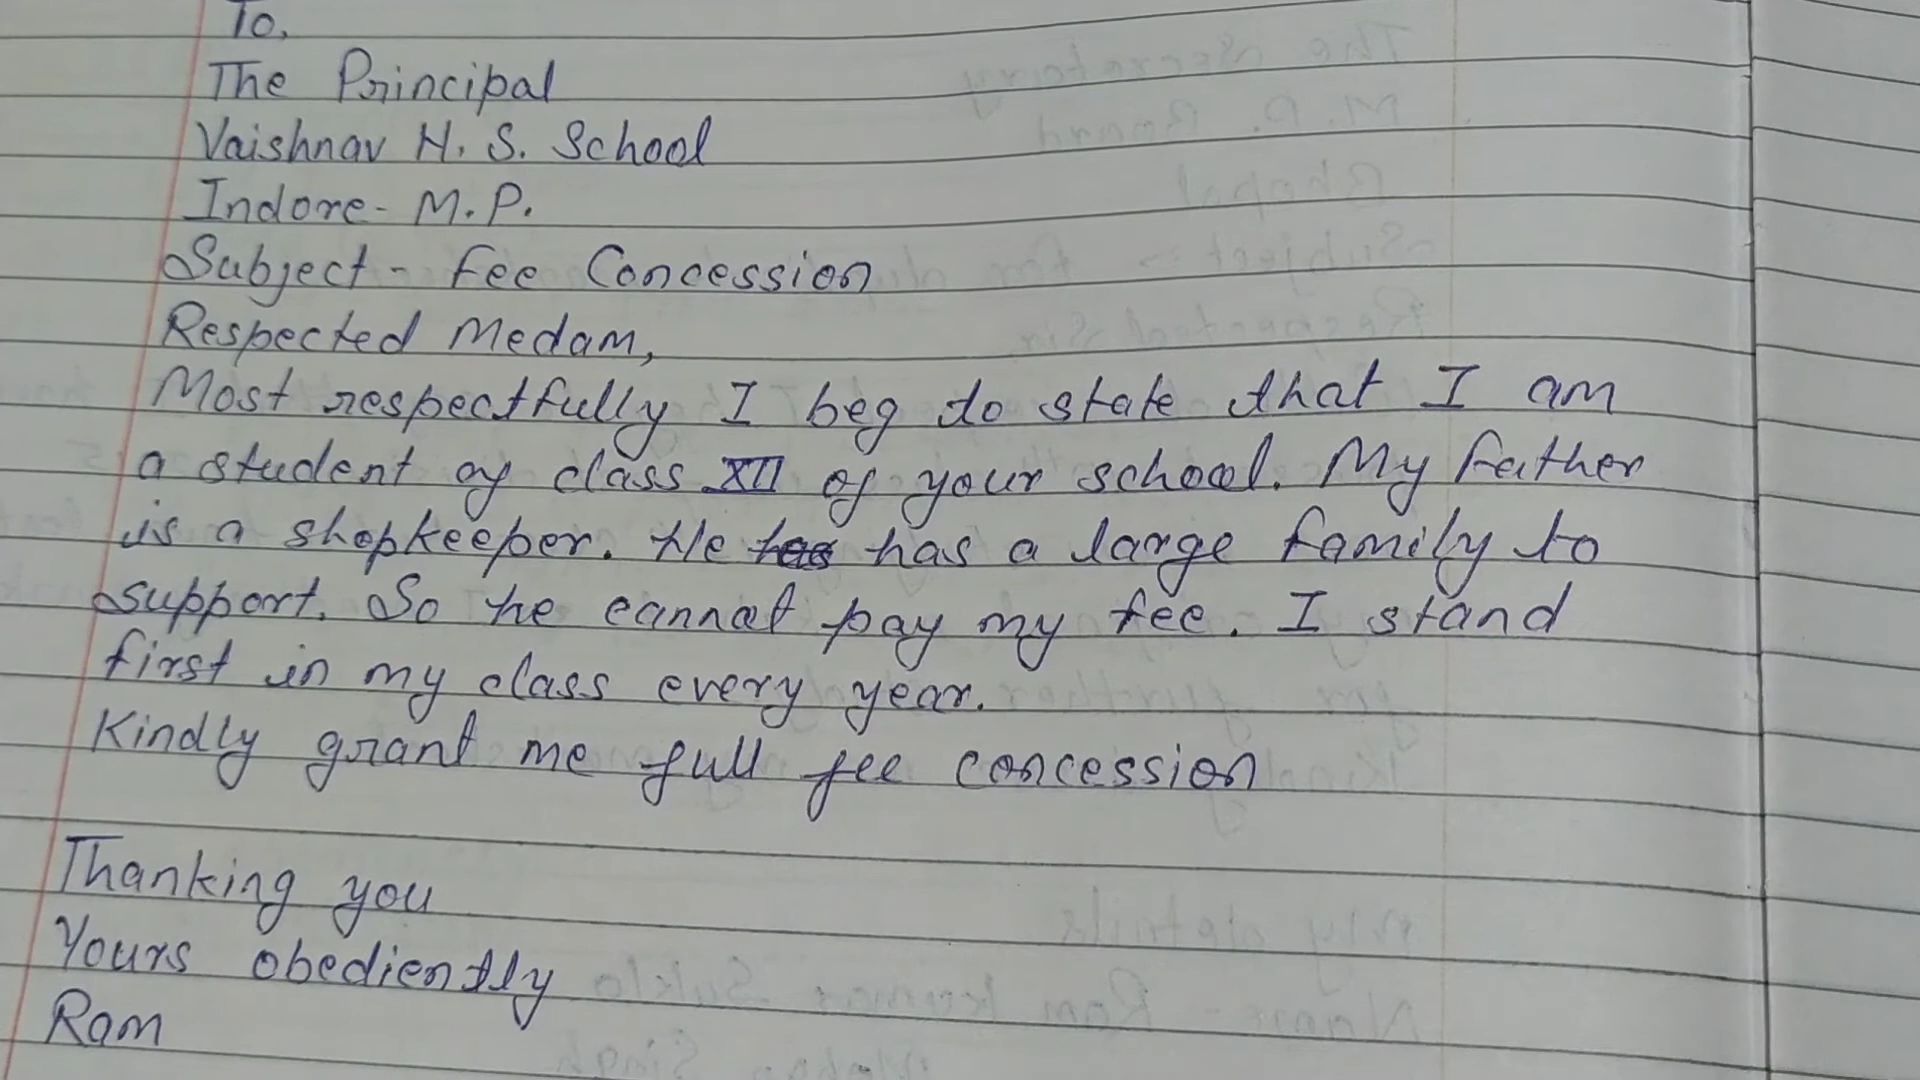 To,
The Principal
Vaishnav H. S. School
Indore - M.P.
Subject - Fee Concession
Respected Medam,
Most respectfully I beg to state that I am
a student of class XII of your school. My father
is a shopkeeper. He has has a large family to
support. So he cannot pay my fee. I stand
first in my class every year.
Kindly grant me full fee concession
Thanking you
Yours obediently
Ram